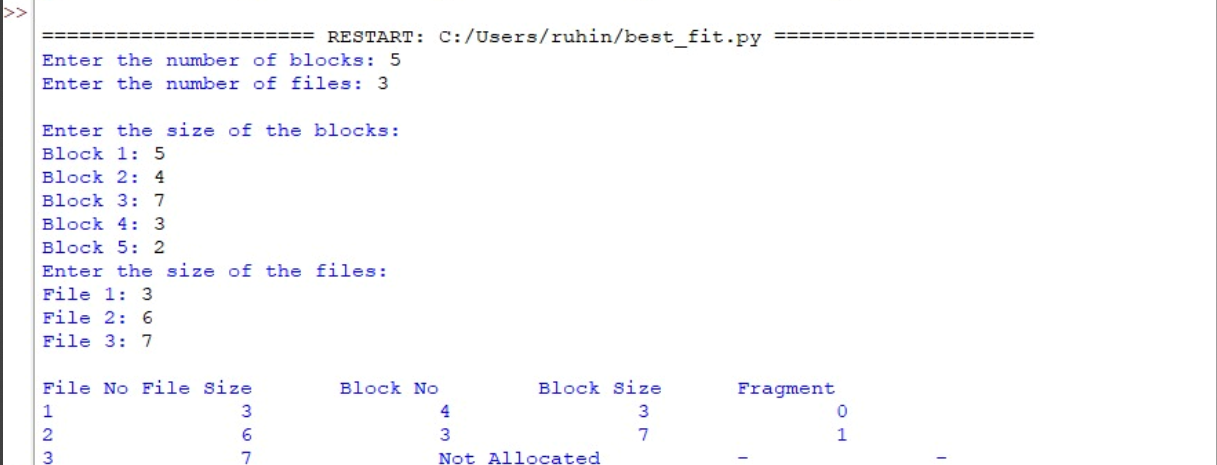 >>
====================== RESTART: C:/Users/ruhin/best_fit.py =====================
Enter the number of blocks: 5
Enter the number of files: 3
Enter the size of the blocks:
Block 1: 5
Block 2: 4
Block 3: 7
Block 4: 3
Block 5: 2
Enter the size of the files:
File 1: 3
File 2: 6
File 3: 7
File No File Size Block No Block Size Fragment
1 3 4 3 0
2 6 3 7 1
3 7 Not Allocated - -